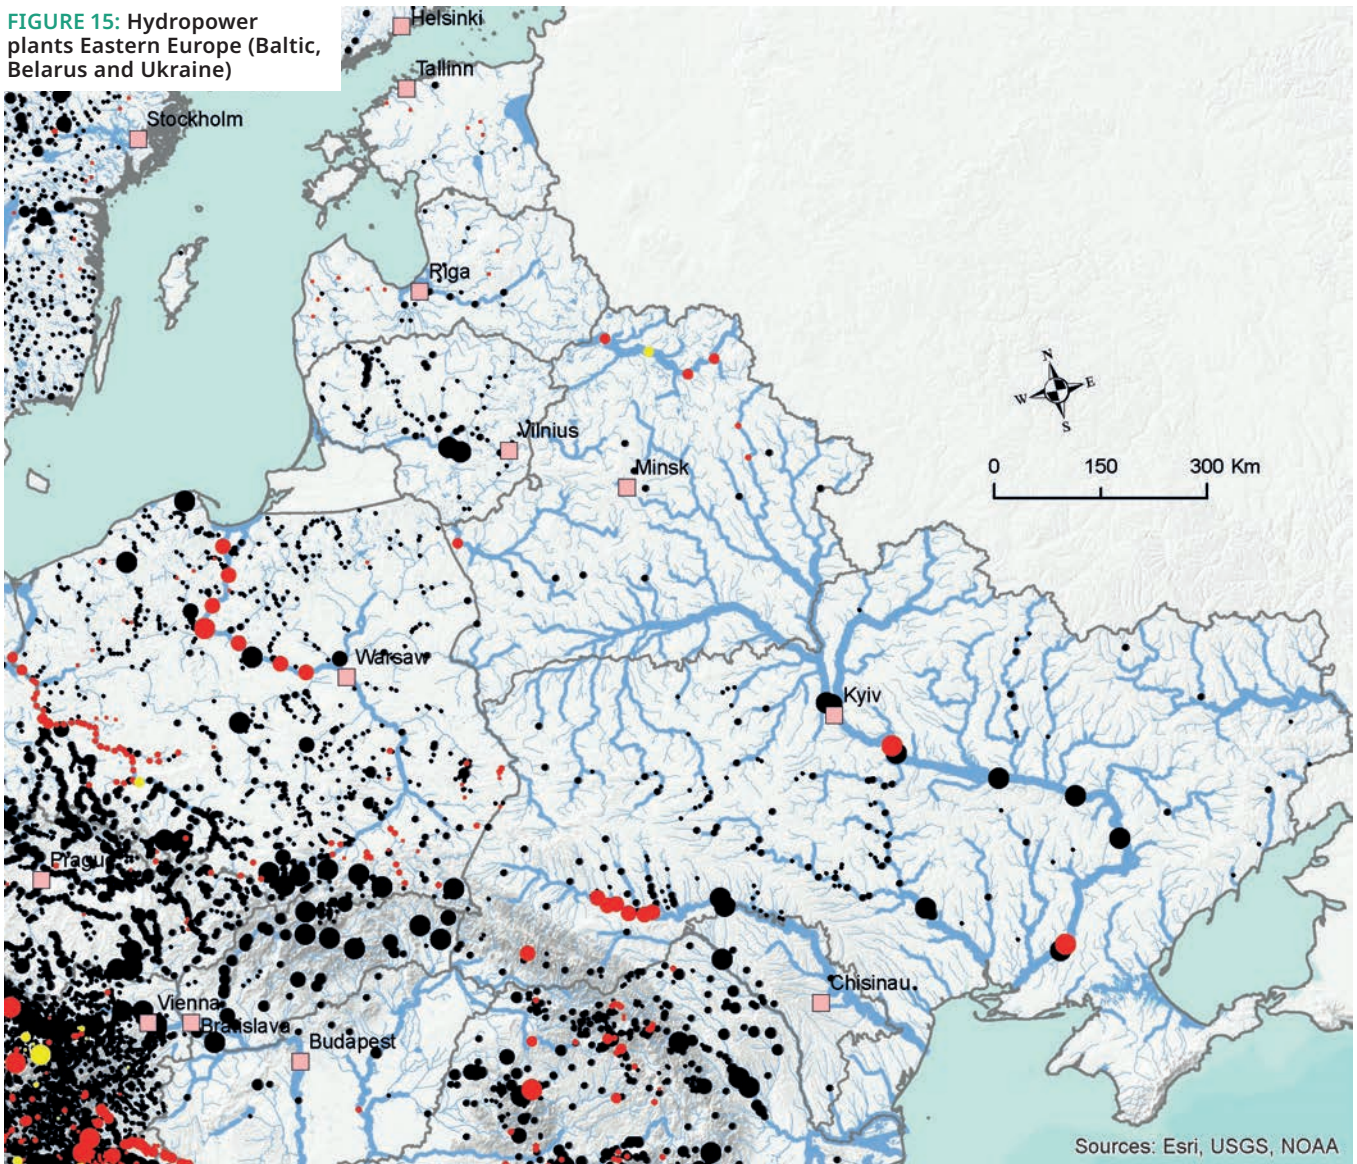 FIGURE 15: Hydropower
plants Eastern Europe (Baltic,
Belarus and Ukraine)
Helsinki
Tallinn
Stockholm
Riga
Vilnius
Minsk
N
W E
S
0 150 300 Km
Warsaw
Kyiv
Pragu
Chisinau
Vienna
Bratislava
Budapest
Sources: Esri, USGS, NOAA